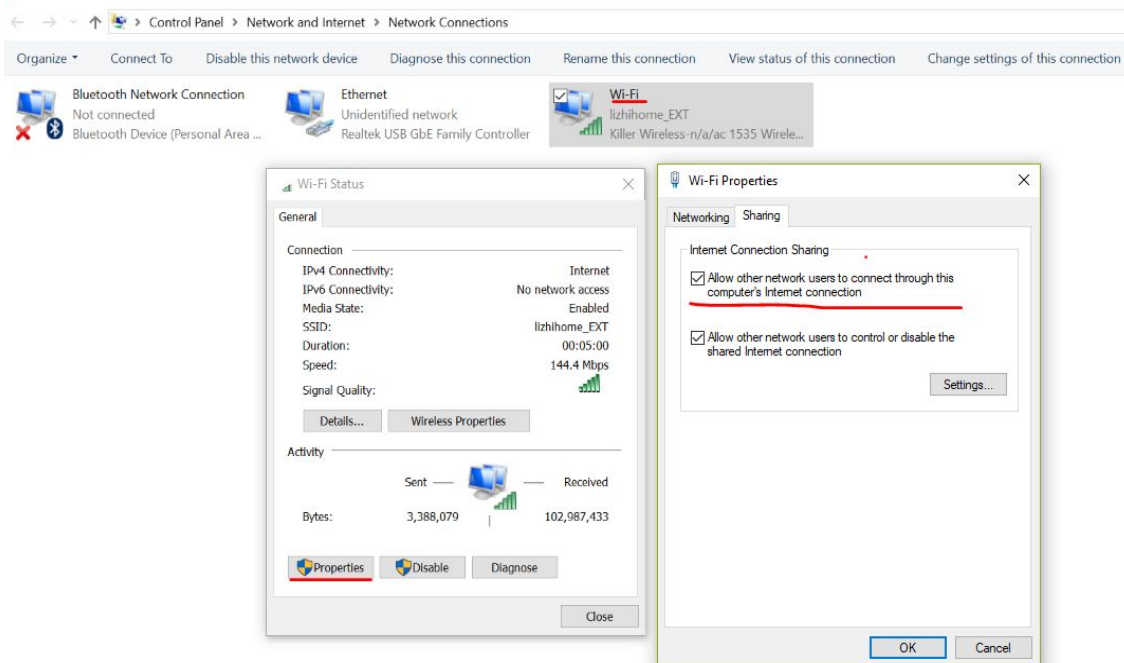 Control Panel > Network and Internet > Network Connections
Organize Connect To Disable this network device Diagnose this connection Rename this connection View status of this connection Change settings of this connection
Bluetooth Network Connection
Not connected
Bluetooth Device (Personal Area ...
Ethernet
Unidentified network
Realtek USB GbE Family Controller
Wi-Fi
lizhihome_EXT
Killer Wireless-n/a/ac 1535 Wirele...
Wi-Fi Status
General
Connection
IPv4 Connectivity: Internet
IPv6 Connectivity: No network access
Media State: Enabled
SSID: lizhihome_EXT
Duration: 00:05:00
Speed: 144.4 Mbps
Signal Quality:
Details... Wireless Properties
Activity
Sent Received
Bytes: 3,388,079 102,987,433
Properties Disable Diagnose
Close
Wi-Fi Properties
Networking Sharing
Internet Connection Sharing
Allow other network users to connect through this
computer's Internet connection
Allow other network users to control or disable the
shared Internet connection
Settings...
OK Cancel